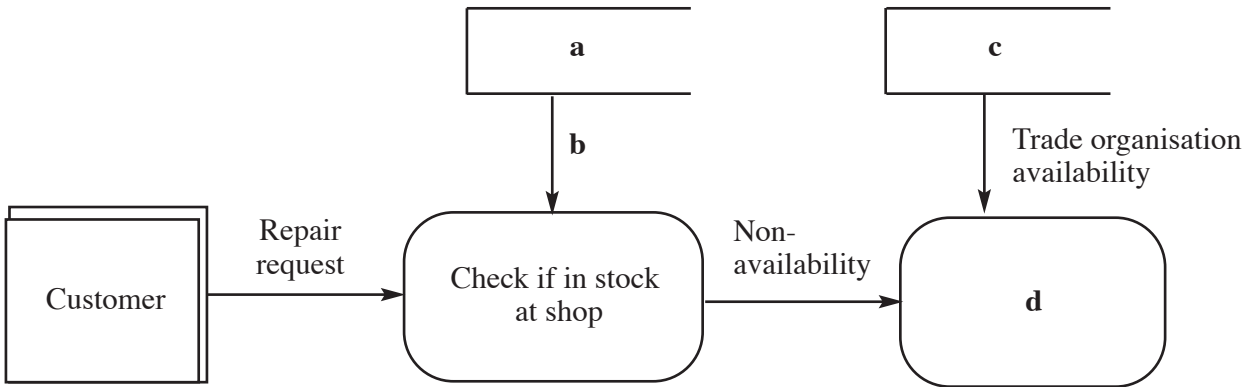 a
c
b
Trade organisation
availability
Repair
request
Non-
availability
Customer
Check if in stock
at shop
d